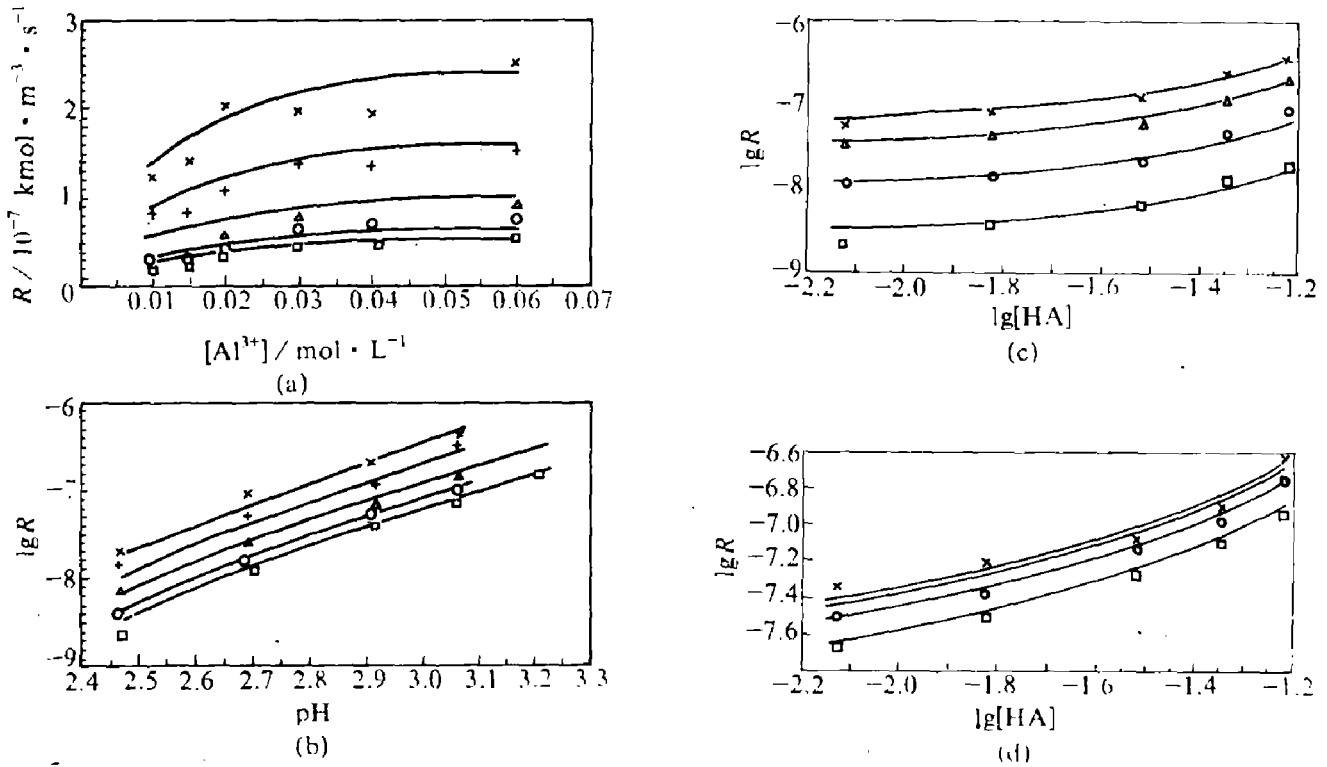 R / 10⁻⁷ kmol · m⁻³ · s⁻¹
3
2
1
0
0.01 0.02 0.03 0.04 0.05 0.06 0.07
[Al³⁺] / mol · L⁻¹
(a)
lgR
-6
-7
-8
-9
2.4 2.5 2.6 2.7 2.8 2.9 3.0 3.1 3.2 3.3
pH
(b)
lgR
-6
-7
-8
-9
-2.2 -2.0 -1.8 -1.6 -1.4 -1.2
lg[HA]
(c)
lgR
-6.6
-6.8
-7.0
-7.2
-7.4
-7.6
-2.2 -2.0 -1.8 -1.6 -1.4 -1.2
lg[HA]
(d)